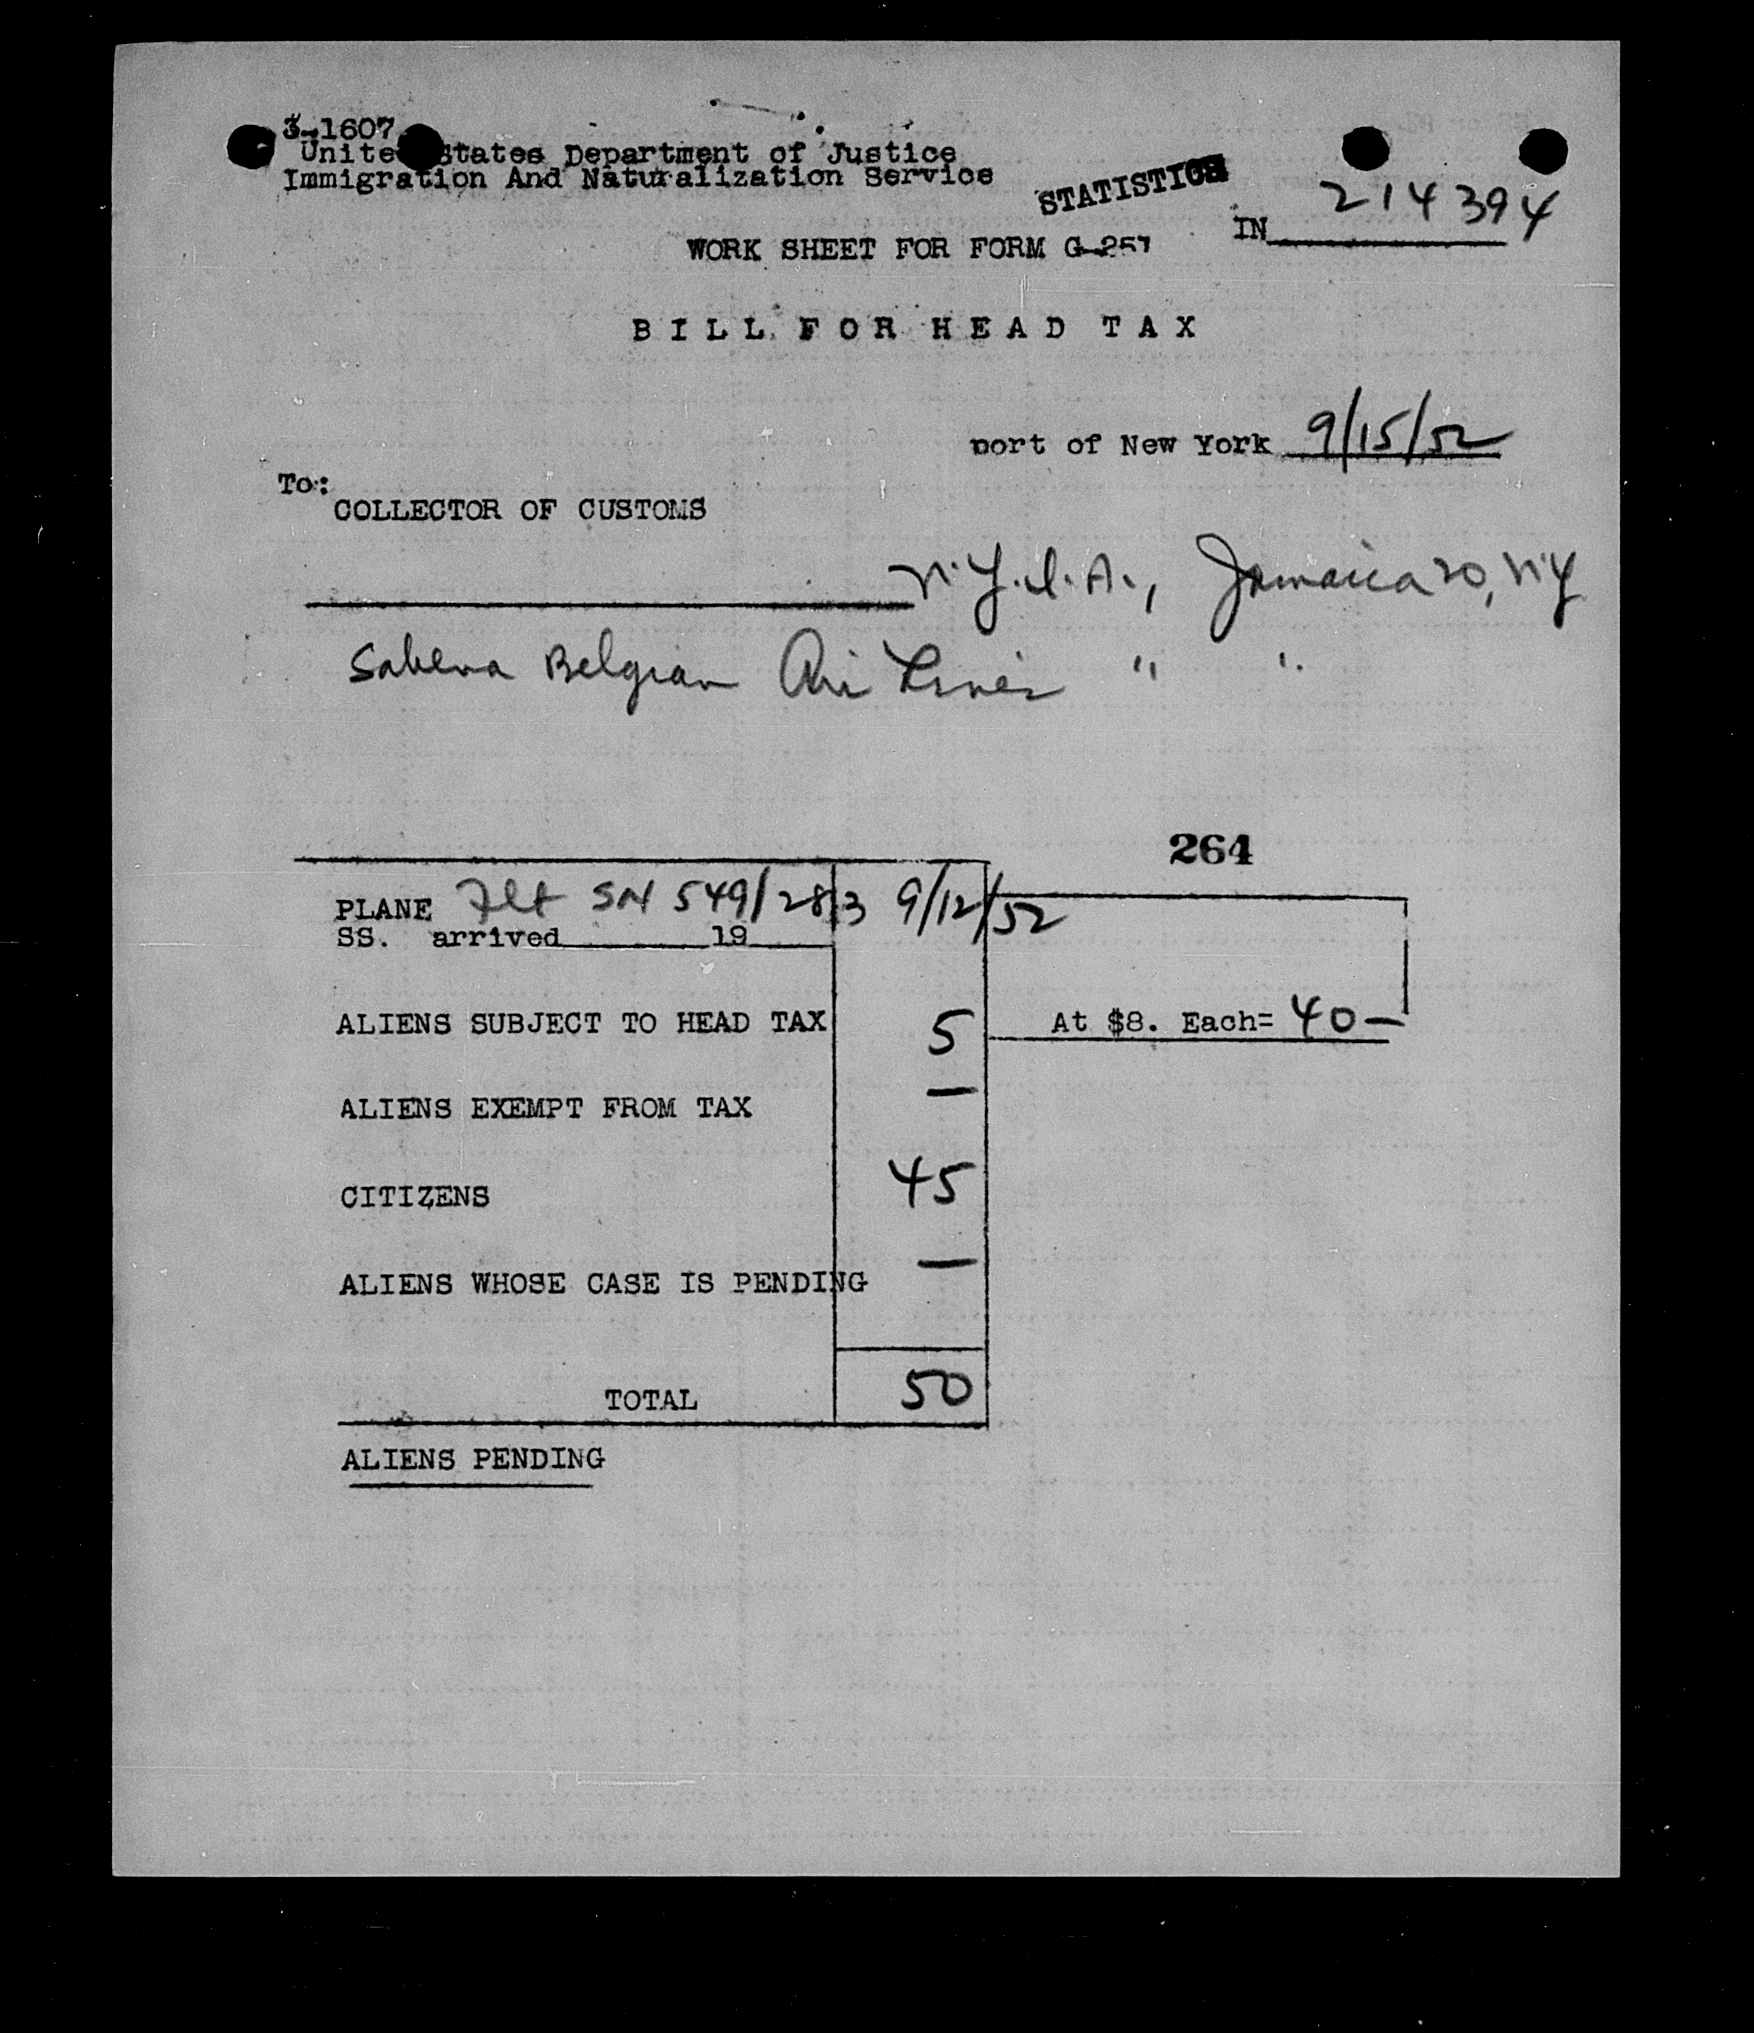 3-1607
United States Department of Justice
Immigration And Naturalization Service
STATISTICS
IN 214394
WORK SHEET FOR FORM G-257
BILL FOR HEAD TAX
port of New York 9/15/52
To:
COLLECTOR OF CUSTOMS
N.Y.I.A., Jamaica 20, NY
Sabena Belgian Air Lines " "
264
PLANE Flt SN 549/283 9/12/52
SS. arrived 19
ALIENS SUBJECT TO HEAD TAX 5 At $8. Each= 40—
ALIENS EXEMPT FROM TAX —
CITIZENS 45
ALIENS WHOSE CASE IS PENDING —
TOTAL 50
ALIENS PENDING